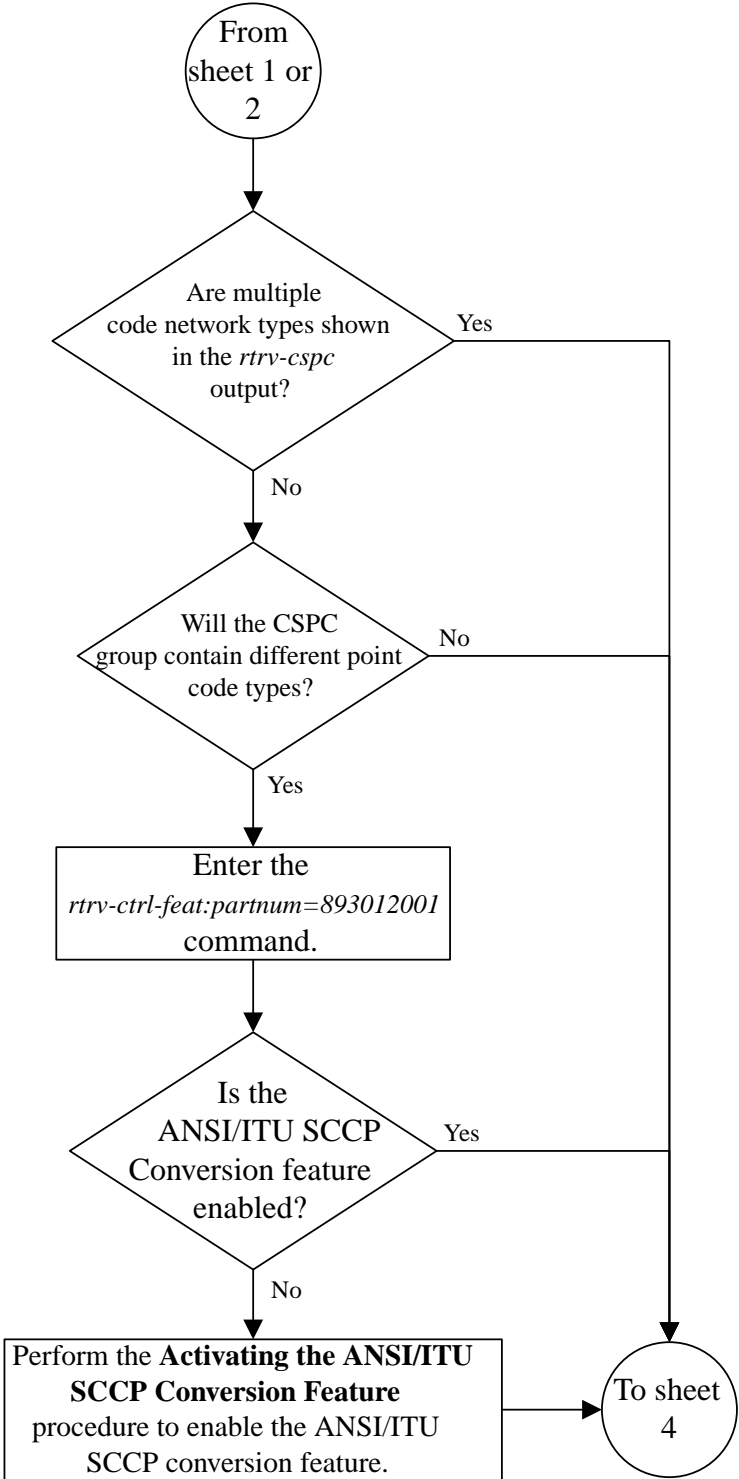 From
sheet 1 or
2
Are multiple
code network types shown
in the rtrv-cspc
output?
Yes
No
Will the CSPC
group contain different point
code types?
No
Yes
Enter the
rtrv-ctrl-feat:partnum=893012001
command.
Is the
ANSI/ITU SCCP
Conversion feature
enabled?
Yes
No
Perform the Activating the ANSI/ITU
SCCP Conversion Feature
procedure to enable the ANSI/ITU
SCCP conversion feature.
To sheet
4